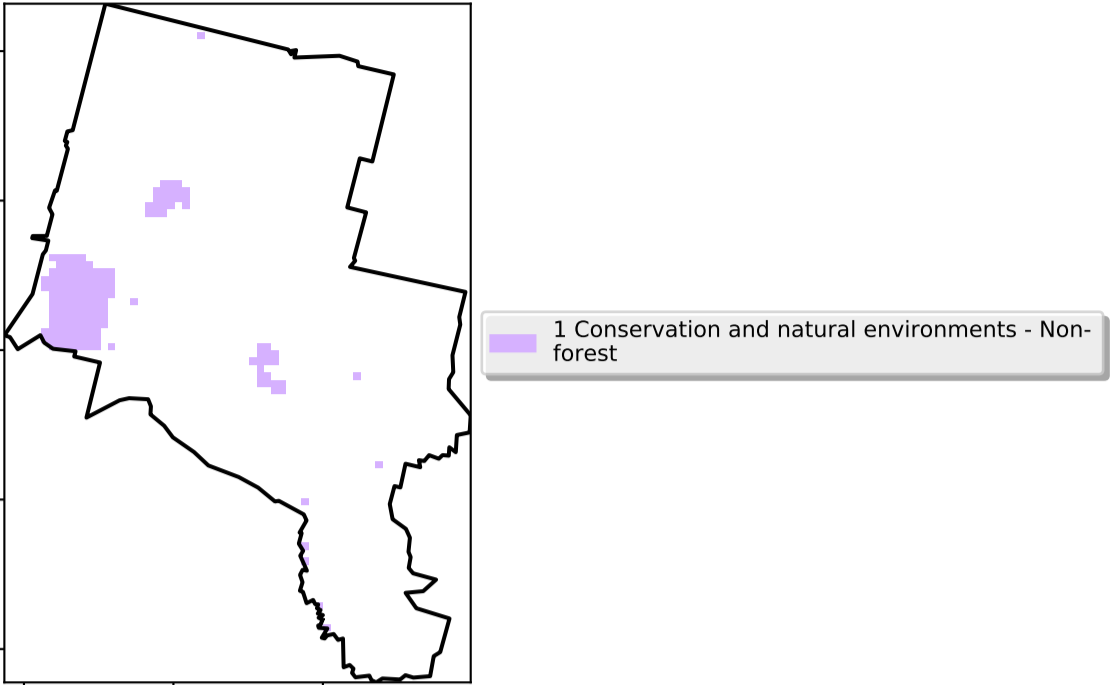 1 Conservation and natural environments - Non-
forest